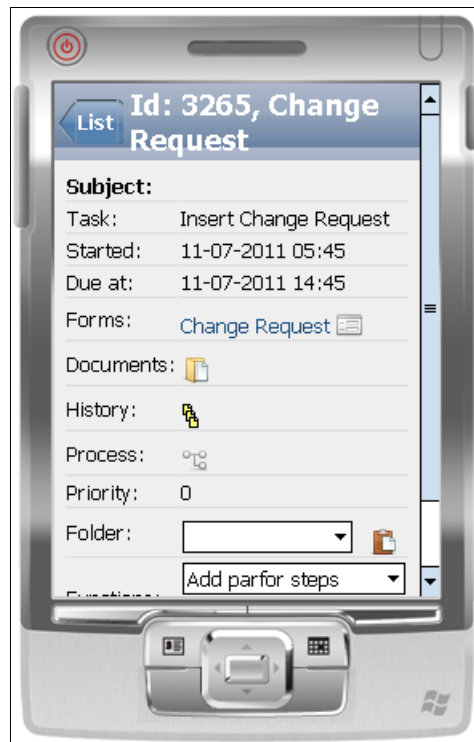 List
Id: 3265, Change
Request
Subject:
Task: Insert Change Request
Started: 11-07-2011 05:45
Due at: 11-07-2011 14:45
Forms: Change Request
Documents:
History:
Process:
Priority: 0
Folder:
Add parfor steps